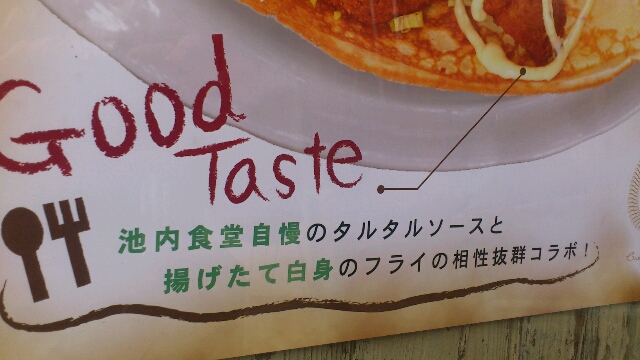 Good
Taste
池内食堂自慢のタルタルソースと
揚げたて白身のフライの相性抜群コラボ!